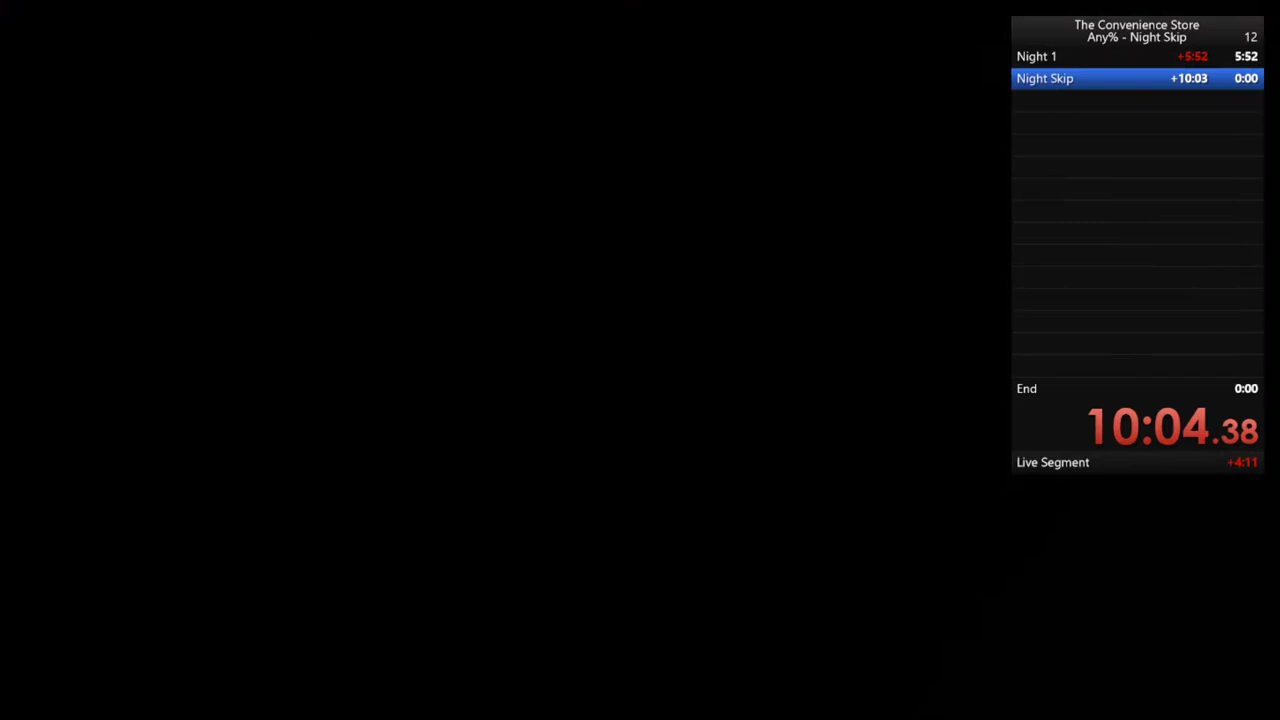 The Convenience Store
Any% - Night Skip 12
Night 1 +5:52 5:52
Night Skip +10:03 0:00
End 0:00
10:04.38
Live Segment +4:11